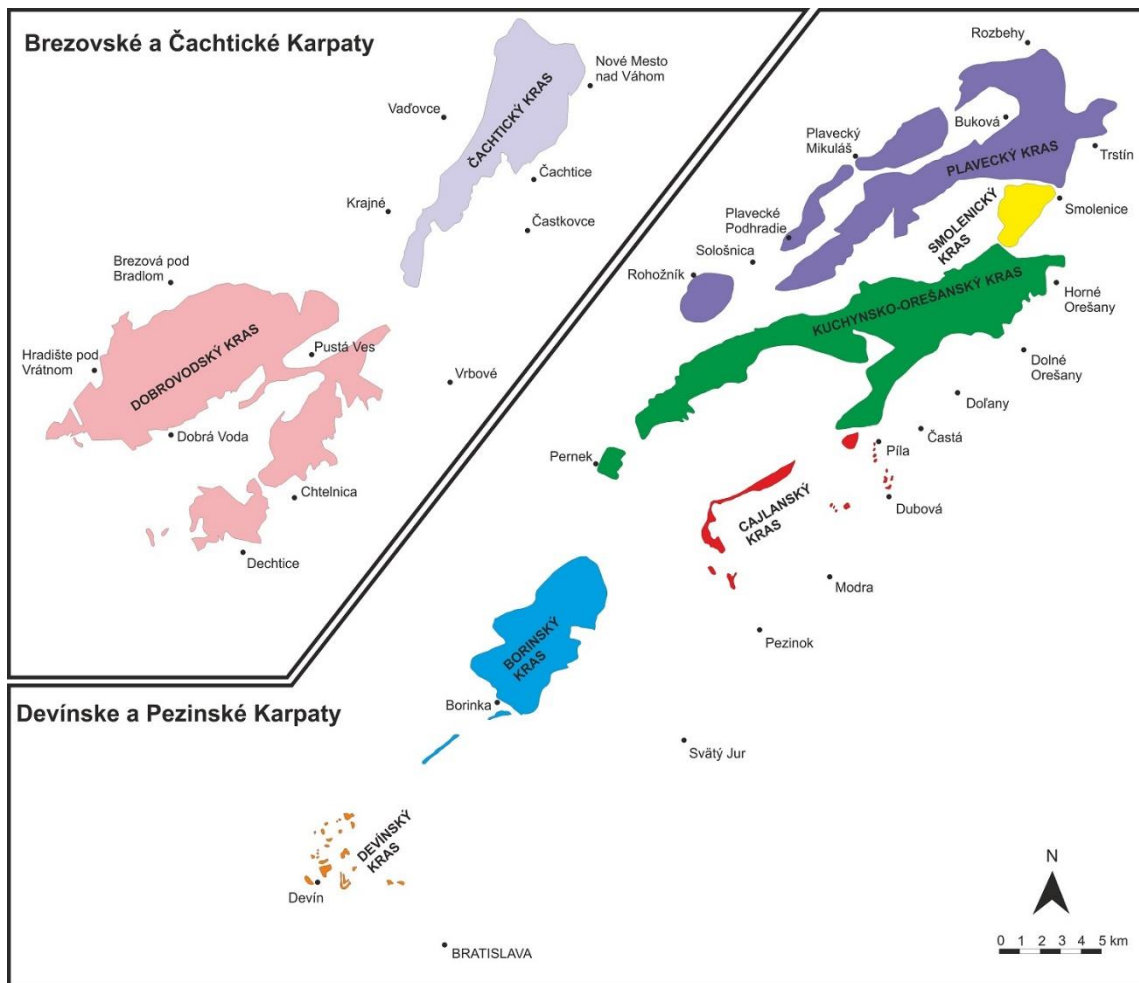 Brezovské a Čachtické Karpaty
Nové Mesto
nad Váhom
Vaďovce
ČACHTICKÝ KRAS
Čachtice
Krajné
Častkovce
Brezová pod
Bradlom
Hradište pod
Vrátnom
DOBROVODSKÝ KRAS
Pustá Ves
Vrbové
Dobrá Voda
Chtelnica
Dechtice
Rozbehy
Buková
Plavecký
Mikuláš
Trstín
PLAVECKÝ KRAS
Smolenice
SMOLENICKÝ
KRAS
Plavecké
Podhradie
Sološnica
Rohožník
KUCHYNSKO-OREŠANSKÝ KRAS
Horné
Orešany
Dolné
Orešany
Doľany
Častá
Píla
Pernek
CAJLANSKÝ
KRAS
Dubová
Modra
Pezinok
BORINSKÝ
KRAS
Borinka
Devínske a Pezinské Karpaty
Svätý Jur
DEVÍNSKÝ
KRAS
Devín
BRATISLAVA
N
0 1 2 3 4 5 km